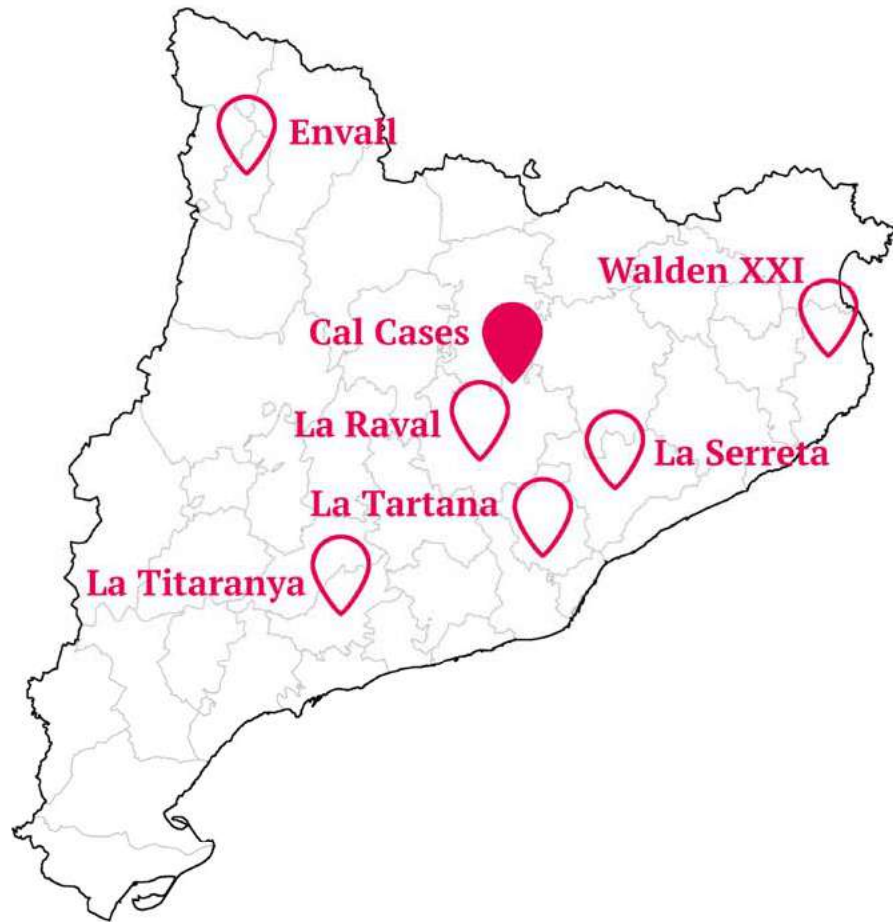 Envall
Walden XXI
Cal Cases
La Raval
La Serreta
La Tartana
La Titaranya